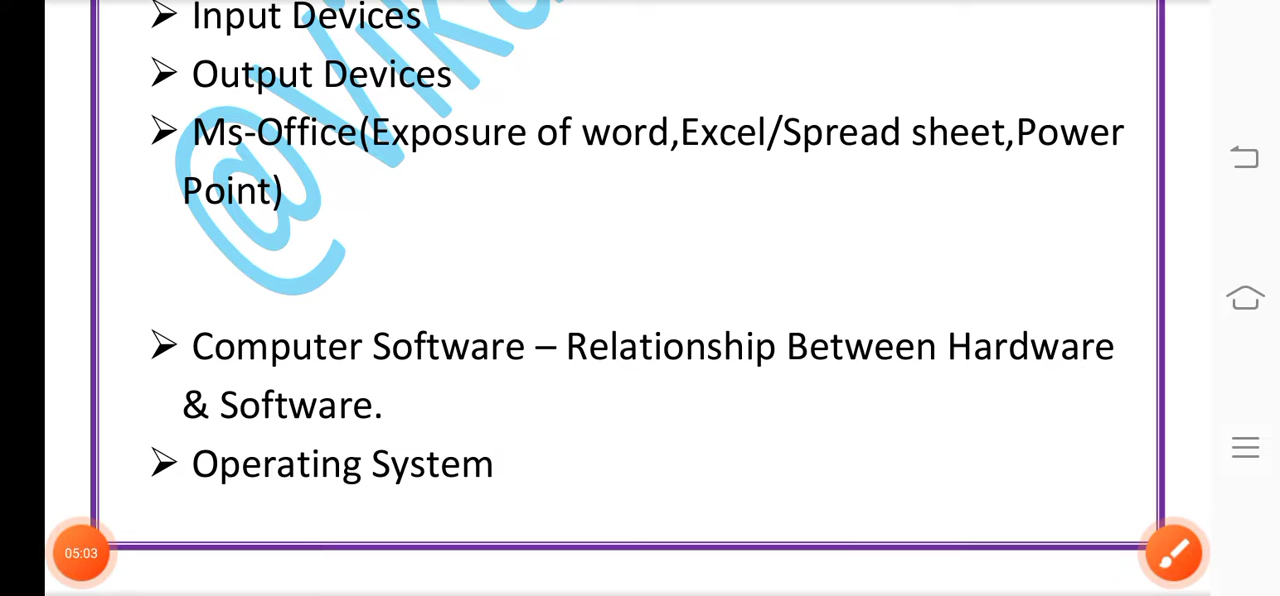 ➢ Input Devices
➢ Output Devices
➢ Ms-Office(Exposure of word,Excel/Spread sheet,Power
Point)
➢ Computer Software – Relationship Between Hardware
& Software.
➢ Operating System
05:03